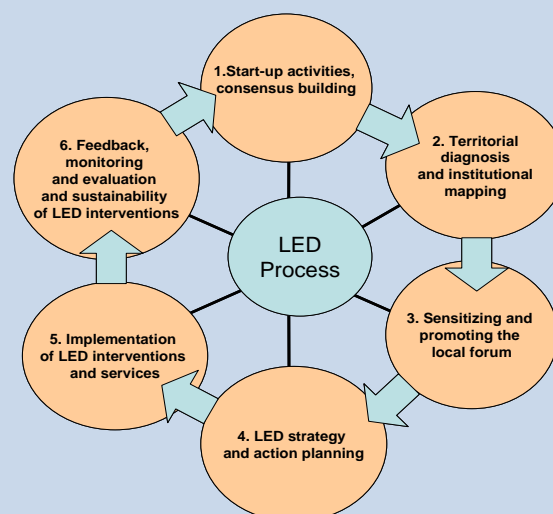 1.Start-up activities,
consensus building
2. Territorial
diagnosis
and institutional
mapping
3. Sensitizing and
promoting the
local forum
4. LED strategy
and action planning
5. Implementation
of LED interventions
and services
6. Feedback,
monitoring
and evaluation
and sustainability
of LED interventions
LED
Process